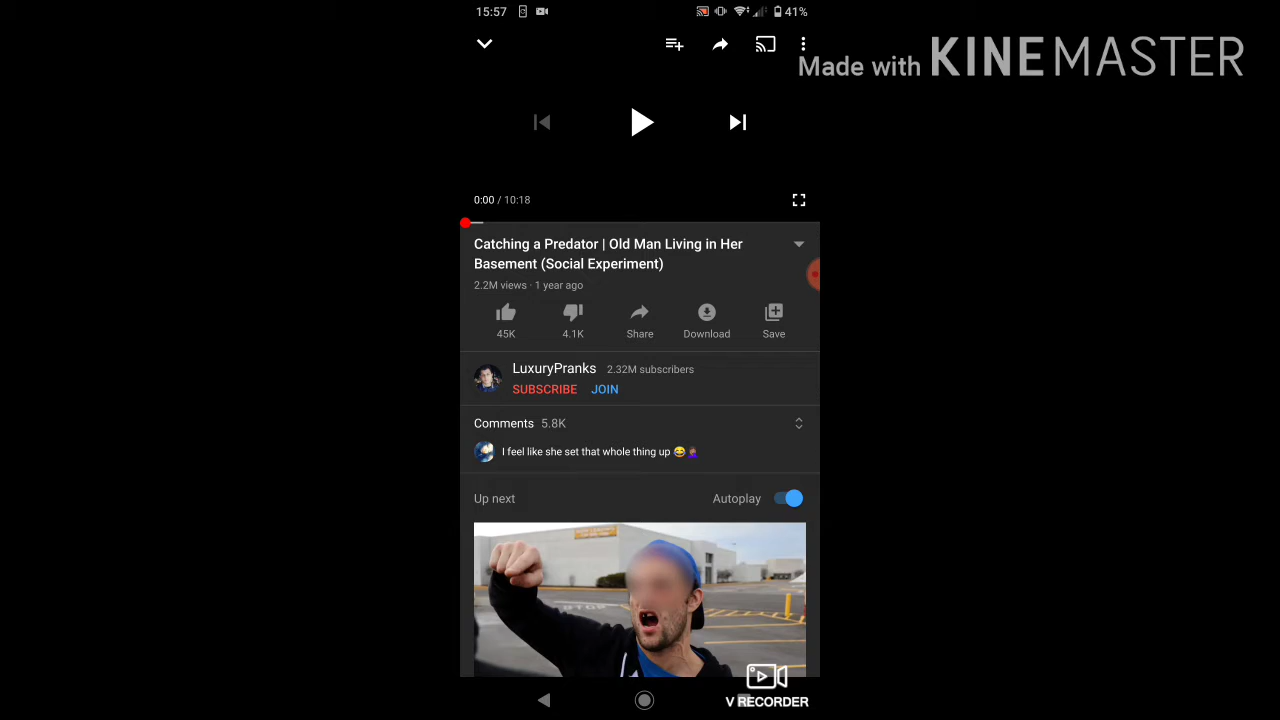 15:57
41%
Made with KINEMASTER
0:00 / 10:18
Catching a Predator | Old Man Living in Her
Basement (Social Experiment)
2.2M views · 1 year ago
45K
4.1K
Share
Download
Save
LuxuryPranks 2.32M subscribers
SUBSCRIBE JOIN
Comments 5.8K
I feel like she set that whole thing up 😂🤦🏾‍♀️
Up next
Autoplay
STOP
V RECORDER